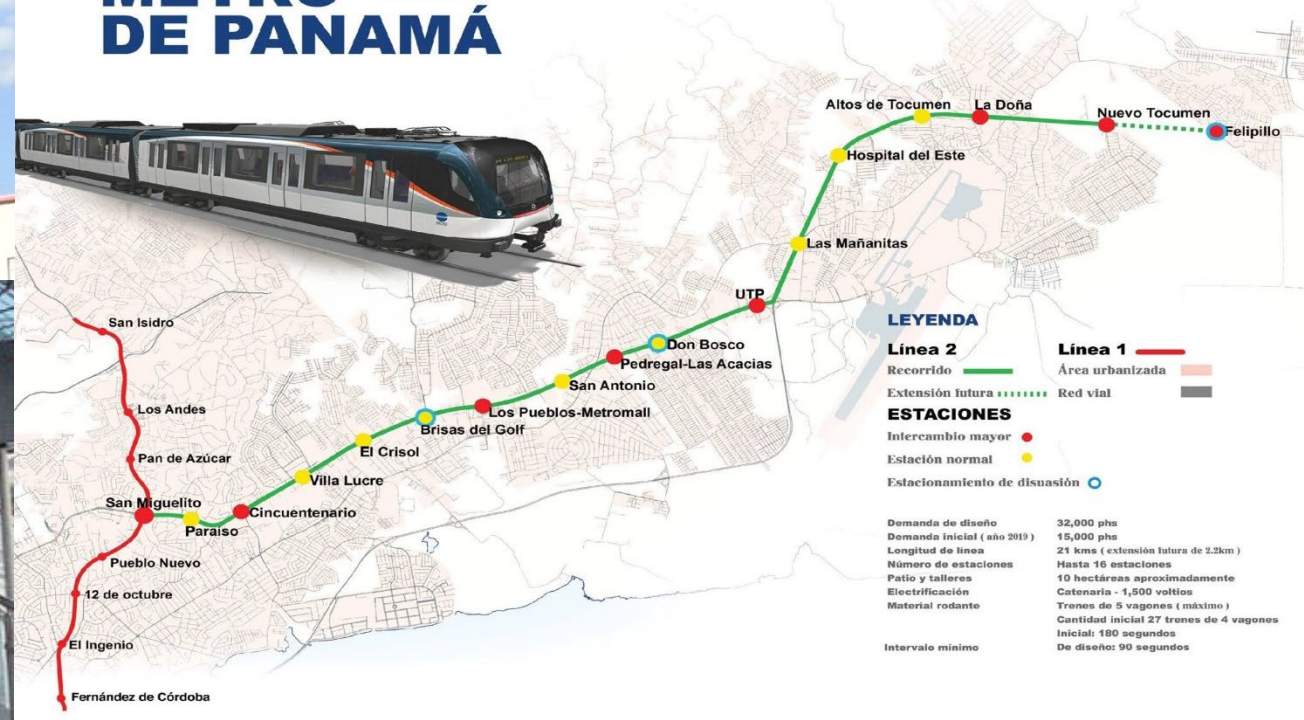 METRO
DE PANAMÁ
Altos de Tocumen
La Doña
Nuevo Tocumen
Felipillo
Hospital del Este
Las Mañanitas
UTP
Don Bosco
Pedregal-Las Acacias
San Antonio
Los Pueblos-Metromall
Brisas del Golf
El Crisol
Villa Lucre
Cincuentenario
Paraíso
San Isidro
Los Andes
Pan de Azúcar
San Miguelito
Pueblo Nuevo
12 de octubre
El Ingenio
Fernández de Córdoba
LEYENDA
Línea 2 Línea 1
Recorrido Área urbanizada
Extensión futura Red vial
ESTACIONES
Intercambio mayor
Estación normal
Estacionamiento de disuasión
Demanda de diseño 32,000 phs
Demanda inicial ( año 2019 ) 15,000 phs
Longitud de línea 21 kms ( extensión futura de 2.2km )
Número de estaciones Hasta 16 estaciones
Patio y talleres 10 hectáreas aproximadamente
Electrificación Catenaria - 1,500 voltios
Material rodante Trenes de 5 vagones ( máximo )
Cantidad inicial 27 trenes de 4 vagones
Inicial: 180 segundos
Intervalo mínimo De diseño: 90 segundos